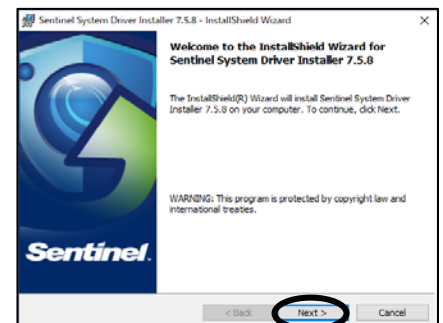 Sentinel System Driver Installer 7.5.8 - InstallShield Wizard
Welcome to the InstallShield Wizard for
Sentinel System Driver Installer 7.5.8
The InstallShield(R) Wizard will install Sentinel System Driver
Installer 7.5.8 on your computer. To continue, click Next.
WARNING: This program is protected by copyright law and
international treaties.
Sentinel.
< Back Next > Cancel